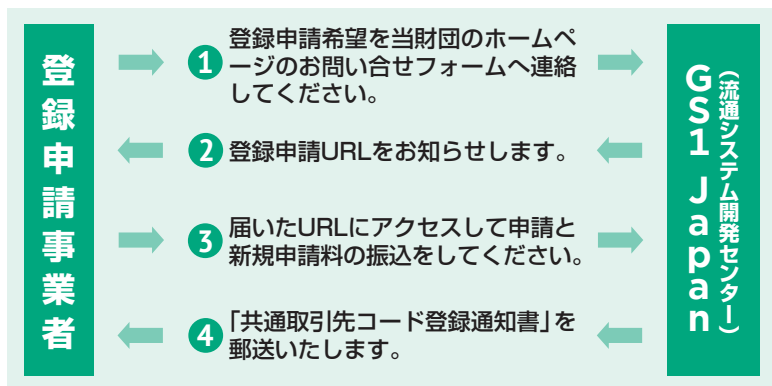 登録申請事業者
1 登録申請希望を当財団のホームペ
ージのお問い合せフォームへ連絡
してください。
2 登録申請URLをお知らせします。
3 届いたURLにアクセスして申請と
新規申請料の振込をしてください。
4 「共通取引先コード登録通知書」を
郵送いたします。
GS1 Japan
(流通システム開発センター)